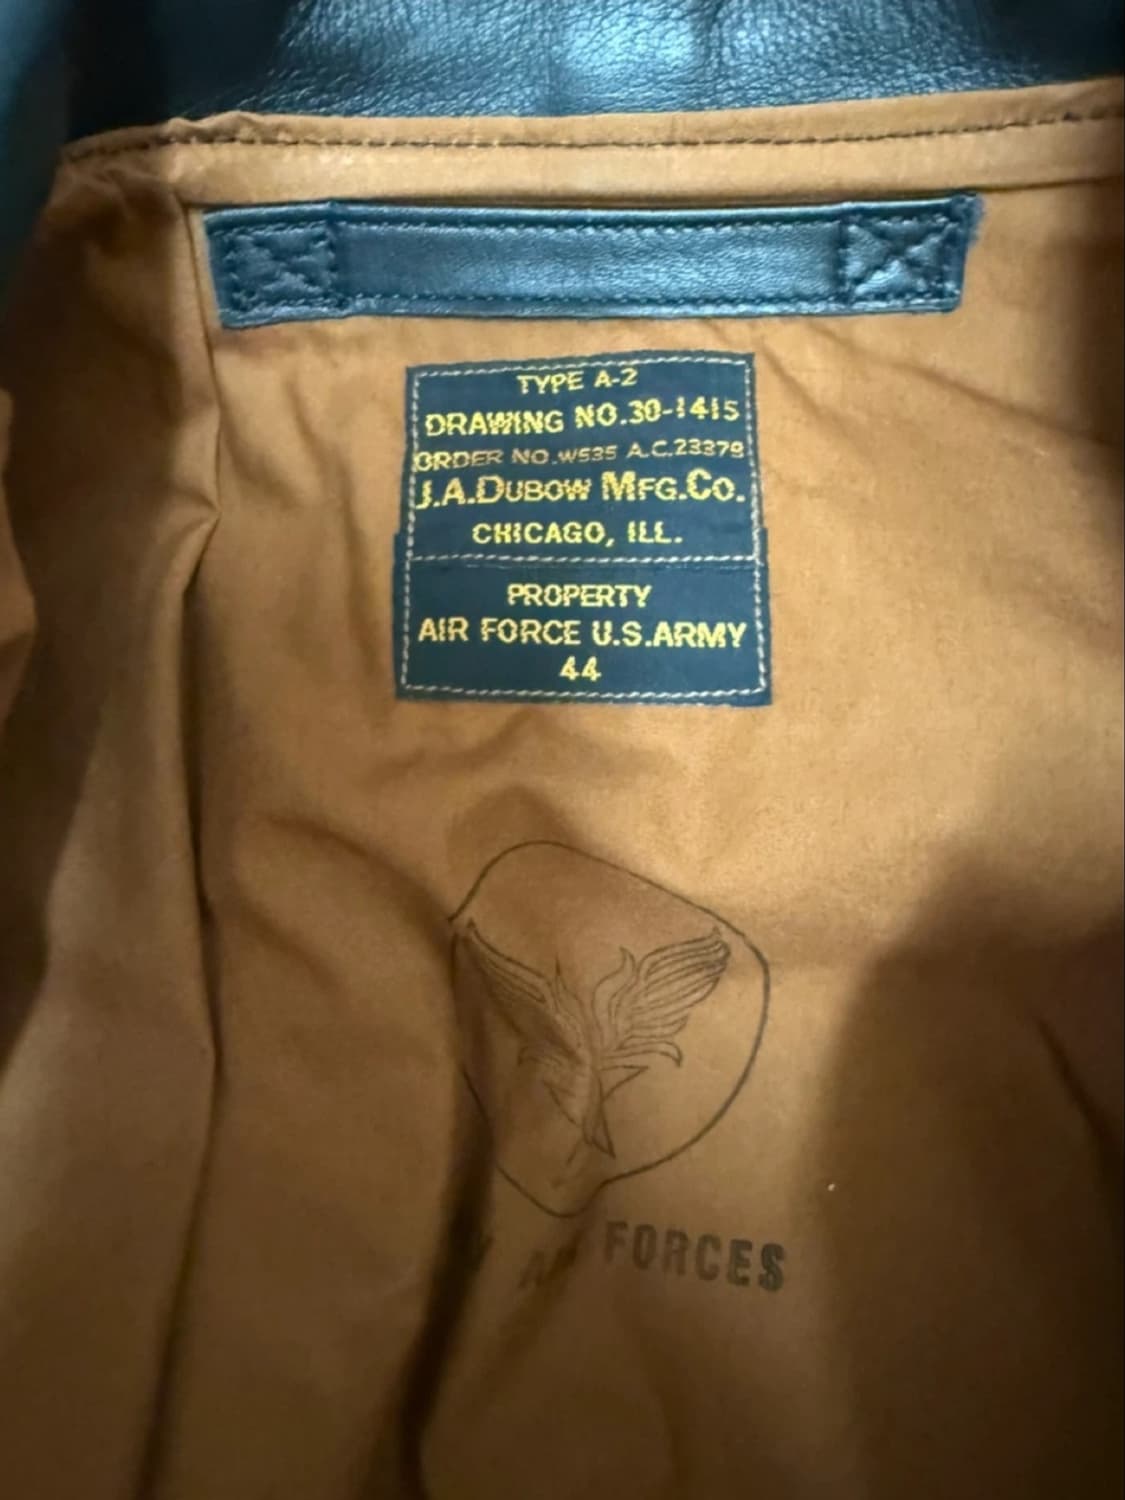 TYPE A-2
DRAWING NO.30-1415
ORDER NO.W535 A.C.23379
J.A.DUBOW MFG.CO.
CHICAGO, ILL.
PROPERTY
AIR FORCE U.S.ARMY
44
FORCES